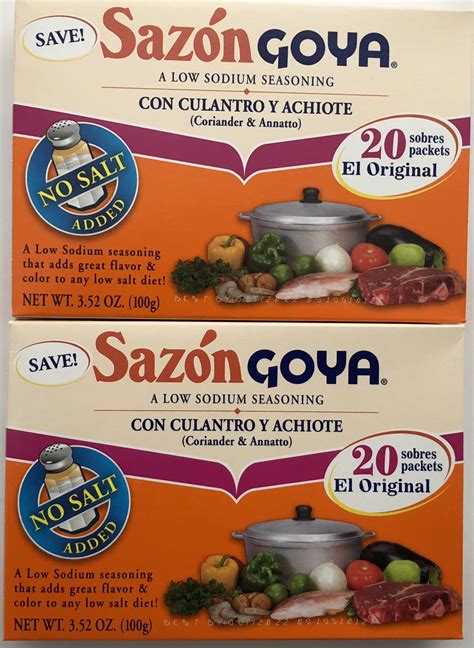 SAVE!
Sazón GOYA®
A LOW SODIUM SEASONING
CON CULANTRO Y ACHIOTE
(Coriander & Annatto)
20 sobres packets
El Original
NO SALT
ADDED
A Low Sodium seasoning
that adds great flavor &
color to any low salt diet!
NET WT. 3.52 OZ. (100g)
BEST BY
SAVE!
Sazón GOYA®
A LOW SODIUM SEASONING
CON CULANTRO Y ACHIOTE
(Coriander & Annatto)
20 sobres packets
El Original
NO SALT
ADDED
A Low Sodium seasoning
that adds great flavor &
color to any low salt diet!
NET WT. 3.52 OZ. (100g)
BEST BY